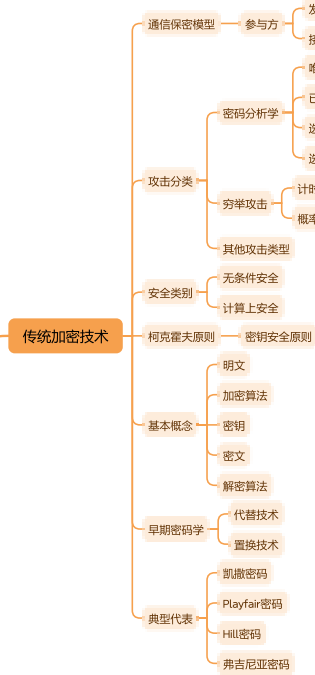 通信保密模型
参与方
密码分析学
攻击分类
计时
穷举攻击
概率
其他攻击类型
无条件安全
安全类别
计算上安全
传统加密技术
柯克霍夫原则
密钥安全原则
明文
加密算法
基本概念
密钥
密文
解密算法
代替技术
早期密码学
置换技术
凯撒密码
Playfair密码
典型代表
Hill密码
弗吉尼亚密码